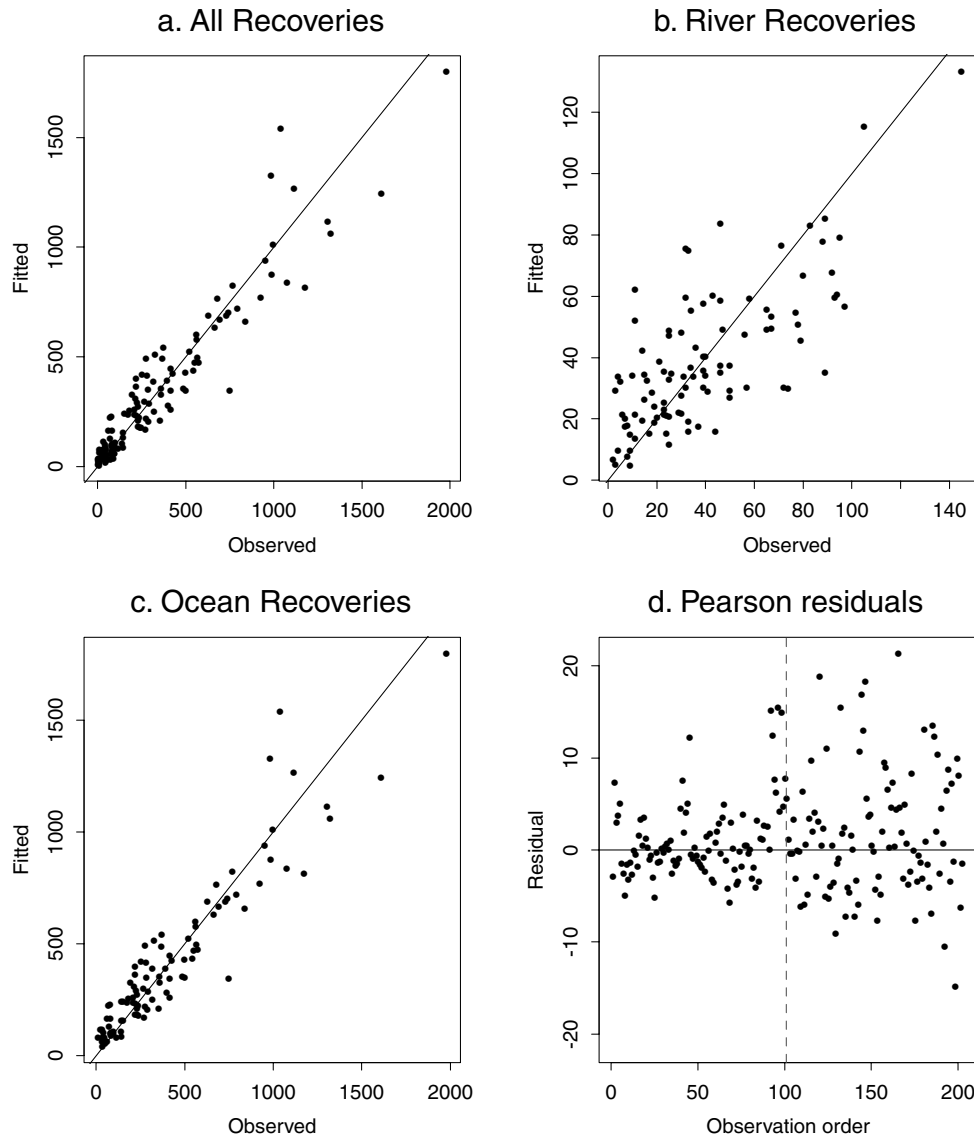 a. All Recoveries
Fitted
0 500 1000 1500
0 500 1000 1500 2000
Observed
b. River Recoveries
Fitted
0 20 40 60 80 100 120
0 20 40 60 80 100 140
Observed
c. Ocean Recoveries
Fitted
0 500 1000 1500
0 500 1000 1500 2000
Observed
d. Pearson residuals
Residual
-20 -10 0 10 20
0 50 100 150 200
Observation order